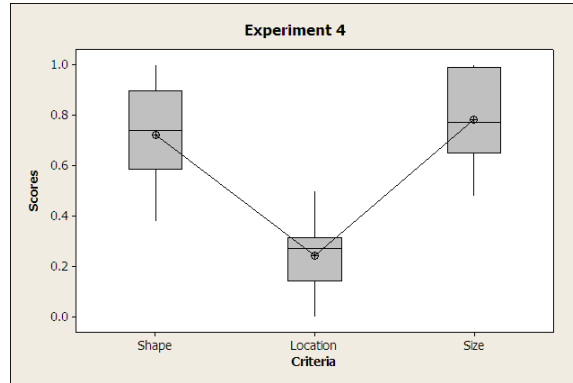 Experiment 4
1.0
0.8
0.6
0.4
0.2
0.0
Scores
Shape
Location
Size
Criteria